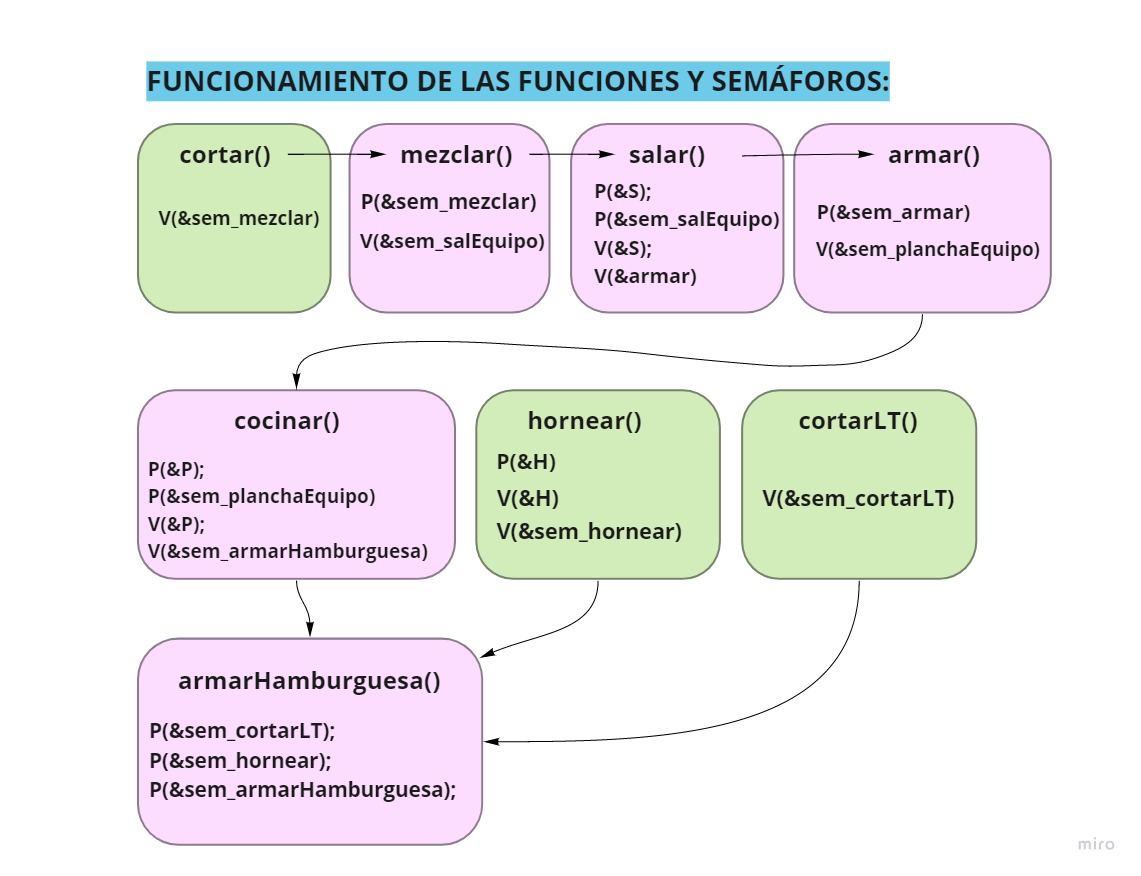 FUNCIONAMIENTO DE LAS FUNCIONES Y SEMÁFOROS:
cortar()
V(&sem_mezclar)
mezclar()
P(&sem_mezclar)
V(&sem_salEquipo)
salar()
P(&S);
P(&sem_salEquipo)
V(&S);
V(&armar)
armar()
P(&sem_armar)
V(&sem_planchaEquipo)
cocinar()
P(&P);
P(&sem_planchaEquipo)
V(&P);
V(&sem_armarHamburguesa)
hornear()
P(&H)
V(&H)
V(&sem_hornear)
cortarLT()
V(&sem_cortarLT)
armarHamburguesa()
P(&sem_cortarLT);
P(&sem_hornear);
P(&sem_armarHamburguesa);
miro